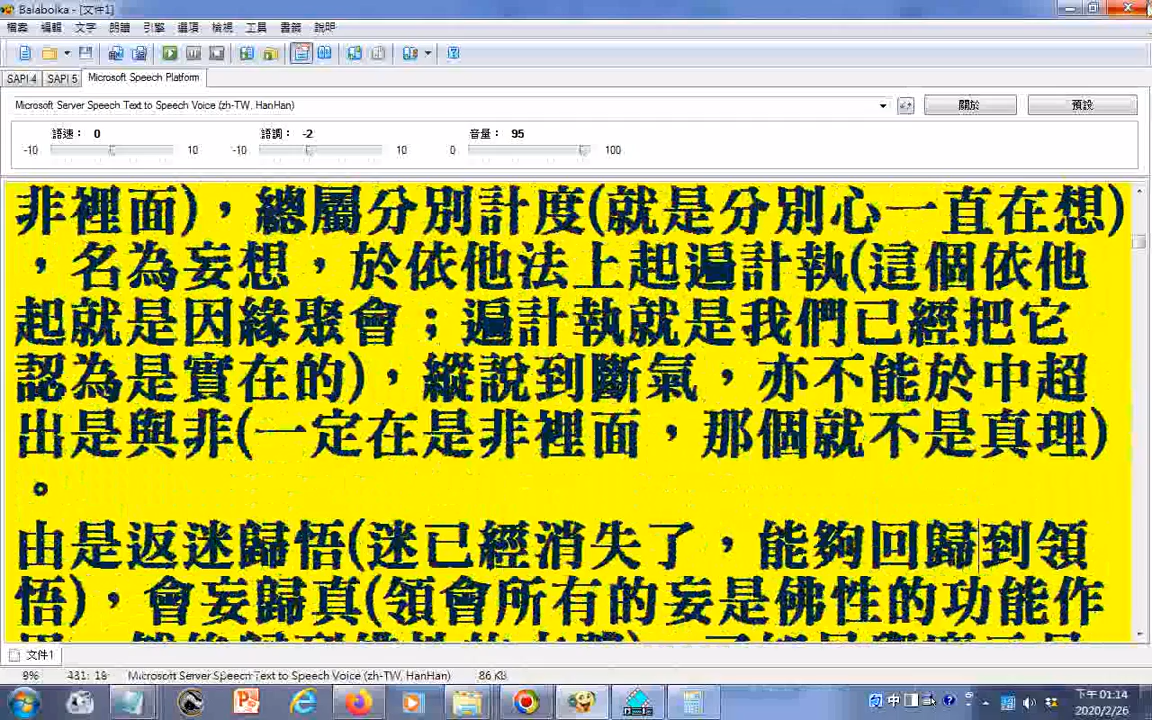 Balabolka - [文件1]
檔案 編輯 文字 朗讀 引擎 選項 檢視 工具 書籤 說明
SAPI 4 SAPI 5 Microsoft Speech Platform
Microsoft Server Speech Text to Speech Voice (zh-TW, HanHan) 關於 預設
語速： 0 語調： -2 音量： 95
-10 10 -10 10 0 100
非裡面)，總屬分別計度(就是分別心一直在想)
，名為妄想，於依他法上起遍計執(這個依他
起就是因緣聚會；遍計執就是我們已經把它
認為是實在的)，縱說到斷氣，亦不能於中超
出是與非(一定在是非裡面，那個就不是真理)
。
由是返迷歸悟(迷已經消失了，能夠回歸到領
悟)，會妄歸真(領會所有的妄是佛性的功能作
文件1
9% 431: 18 Microsoft Server Speech Text to Speech Voice (zh-TW, HanHan) 86 KB
中 下午 01:14
2020/2/26